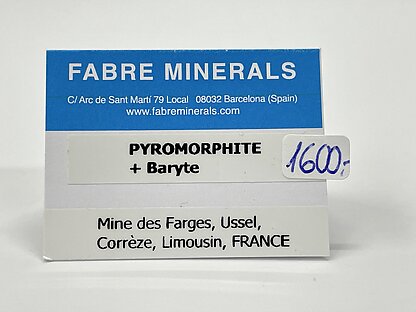 FABRE MINERALS
C/ Arc de Sant Martí 79 Local 08032 Barcelona (Spain)
www.fabreminerals.com
PYROMORPHITE
+ Baryte
1600,-
Mine des Farges, Ussel,
Corrèze, Limousin, FRANCE